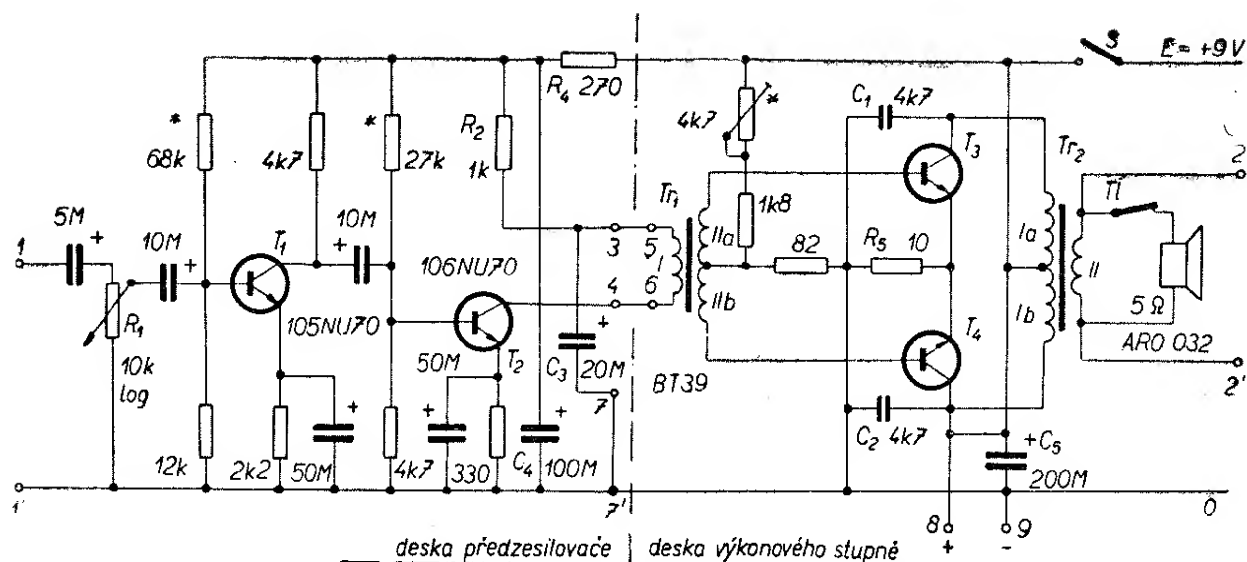 S
E = +9V
R4 270
*
68k
4k7
*
27k
R2
1k
4k7
*
C1 4k7
T3
Tr2
2
Tr1
1k8
Ia
Tl
5M
+
10M
+
T1
10M
+
3
5
IIa
I
82
R5
10
II
1
106NU70
4
6
IIb
Ib
5 Ω
R1
105NU70
T4
ARO 032
10k
log
50M
T2
C3
+
20M
BT39
2'
+
+
+
+
7
C2 4k7
+ C5
12k
2k2
50M
4k7
330
C4
100M
200M
1'
7'
0
8
9
+
-
deska předzesilovače
deska výkonového stupně